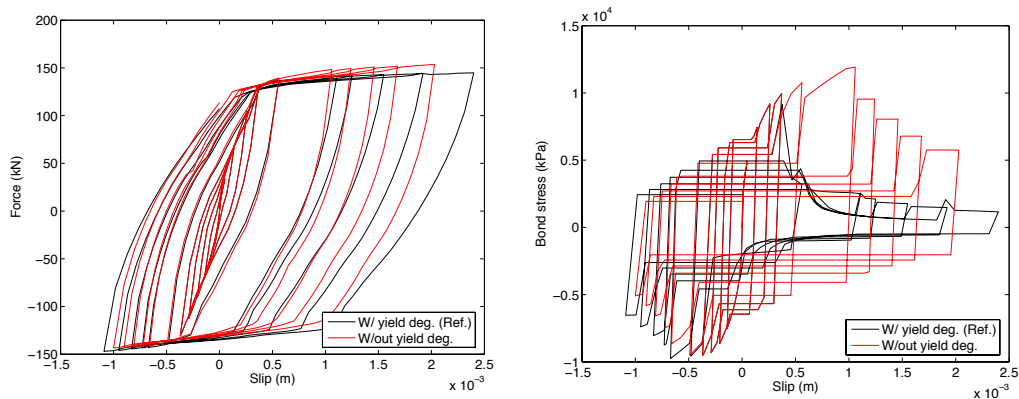 200
150
100
50
0
−50
−100
−150
−1.5
−1
−0.5
0
0.5
1
1.5
2
2.5
x 10⁻³
Slip (m)
Force (kN)
W/ yield deg. (Ref.)
W/out yield deg.
x 10⁴
1.5
1
0.5
0
−0.5
−1
−1.5
−1
−0.5
0
0.5
1
1.5
2
2.5
x 10⁻³
Slip (m)
Bond stress (kPa)
W/ yield deg. (Ref.)
W/out yield deg.